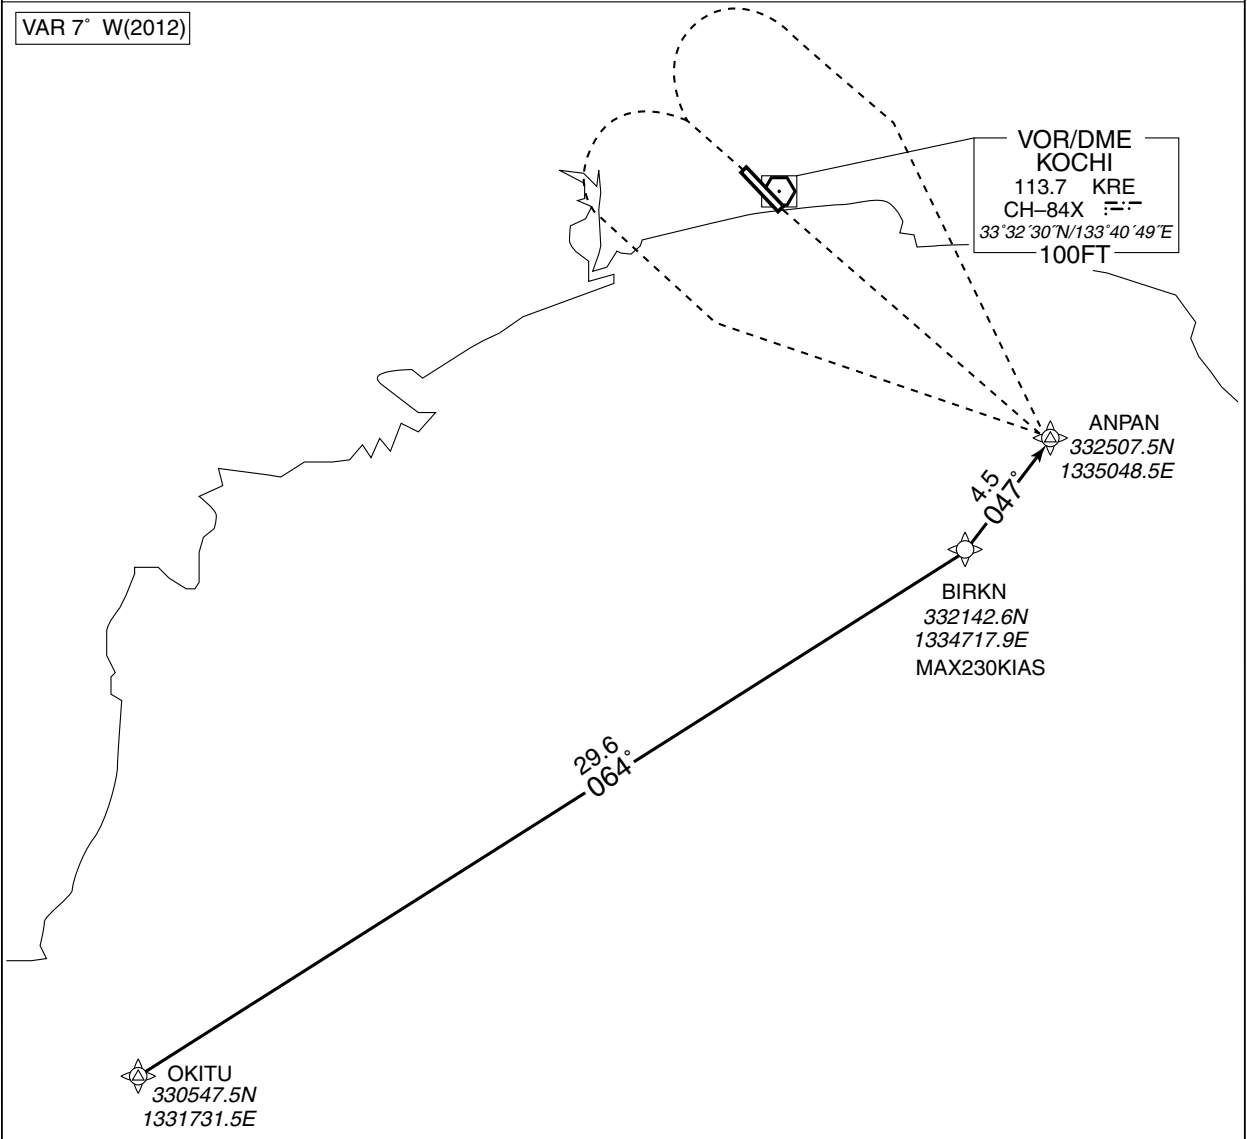 VAR 7° W(2012)
VOR/DME
KOCHI
113.7 KRE
CH–84X
33°32´30˝N/133°40´49˝E
100FT
ANPAN
332507.5N
1335048.5E
4.5
047°
BIRKN
332142.6N
1334717.9E
MAX230KIAS
29.6
064°
OKITU
330547.5N
1331731.5E